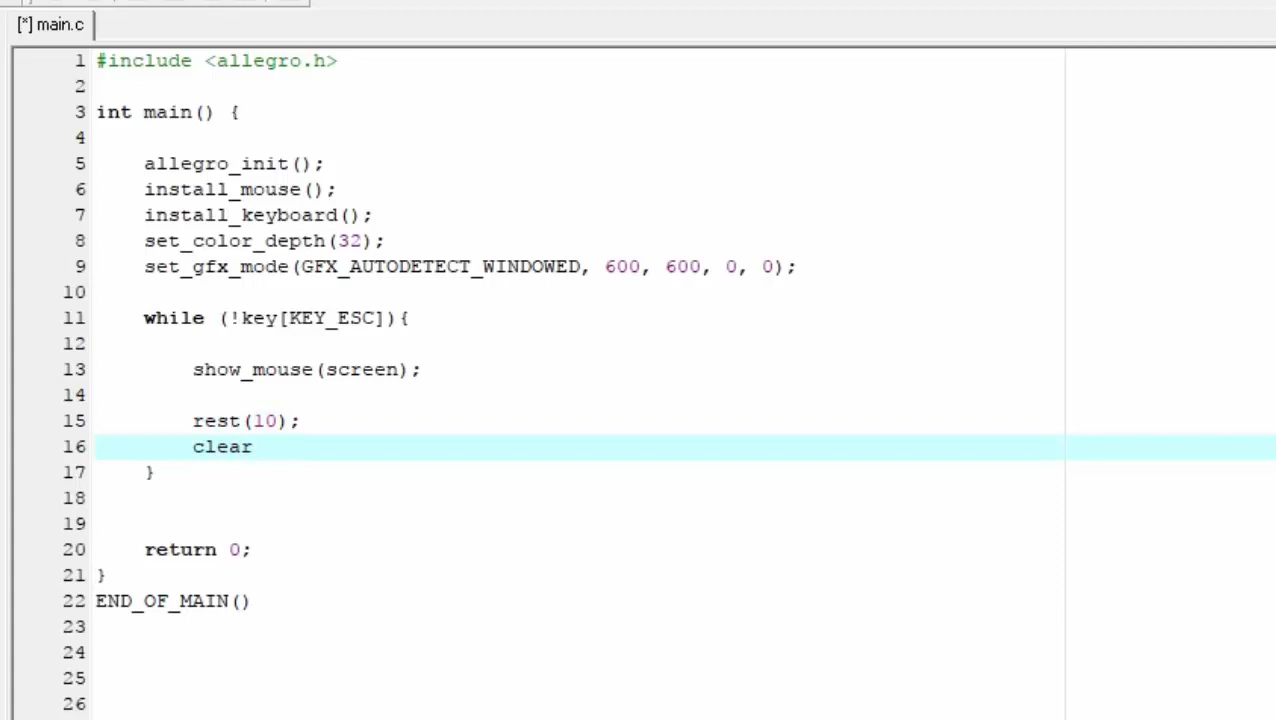 [*] main.c
1 #include <allegro.h>
2
3 int main() {
4
5 allegro_init();
6 install_mouse();
7 install_keyboard();
8 set_color_depth(32);
9 set_gfx_mode(GFX_AUTODETECT_WINDOWED, 600, 600, 0, 0);
10
11 while (!key[KEY_ESC]){
12
13 show_mouse(screen);
14
15 rest(10);
16 clear
17 }
18
19
20 return 0;
21 }
22 END_OF_MAIN()
23
24
25
26